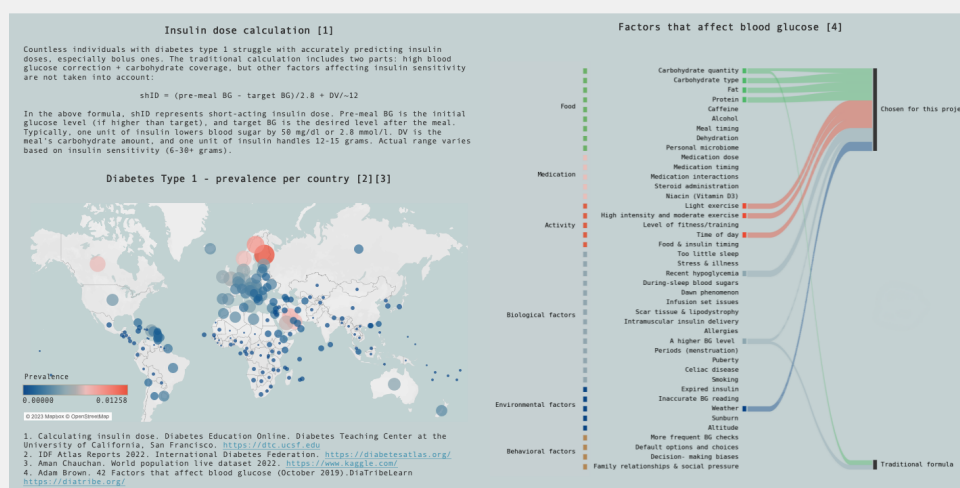 Insulin dose calculation [1]
Countless individuals with diabetes type 1 struggle with accurately predicting insulin
doses, especially bolus ones. The traditional calculation includes two parts: high blood
glucose correction + carbohydrate coverage, but other factors affecting insulin sensitivity
are not taken into account:
shID = (pre-meal BG - target BG)/2.8 + DV/~12
In the above formula, shID represents short-acting insulin dose. Pre-meal BG is the initial
glucose level (if higher than target), and target BG is the desired level after the meal.
Typically, one unit of insulin lowers blood sugar by 50 mg/dl or 2.8 mmol/l. DV is the
meal's carbohydrate amount, and one unit of insulin handles 12-15 grams. Actual range varies
based on insulin sensitivity (6-30+ grams).
Diabetes Type 1 - prevalence per country [2][3]
Prevalence
0.00000 0.01258
© 2023 Mapbox © OpenStreetMap
1. Calculating insulin dose. Diabetes Education Online. Diabetes Teaching Center at the
University of California, San Francisco. https://dtc.ucsf.edu
2. IDF Atlas Reports 2022. International Diabetes Federation. https://diabetesatlas.org/
3. Aman Chauchan. World population live dataset 2022. https://www.kaggle.com/
4. Adam Brown. 42 Factors that affect blood glucose (October 2019).DiaTribeLearn
https://diatribe.org/
Factors that affect blood glucose [4]
Food
Medication
Activity
Biological factors
Environmental factors
Behavioral factors
Carbohydrate quantity
Carbohydrate type
Fat
Protein
Caffeine
Alcohol
Meal timing
Dehydration
Personal microbiome
Medication dose
Medication timing
Medication interactions
Steroid administration
Niacin (Vitamin D3)
Light exercise
High intensity and moderate exercise
Level of fitness/training
Time of day
Food & insulin timing
Too little sleep
Stress & illness
Recent hypoglycemia
During-sleep blood sugars
Dawn phenomenon
Infusion set issues
Scar tissue & lipodystrophy
Intramuscular insulin delivery
Allergies
A higher BG level
Periods (menstruation)
Puberty
Celiac disease
Smoking
Expired insulin
Inaccurate BG reading
Weather
Sunburn
Altitude
More frequent BG checks
Default options and choices
Decision- making biases
Family relationships & social pressure
Chosen for this proje
Traditional formula